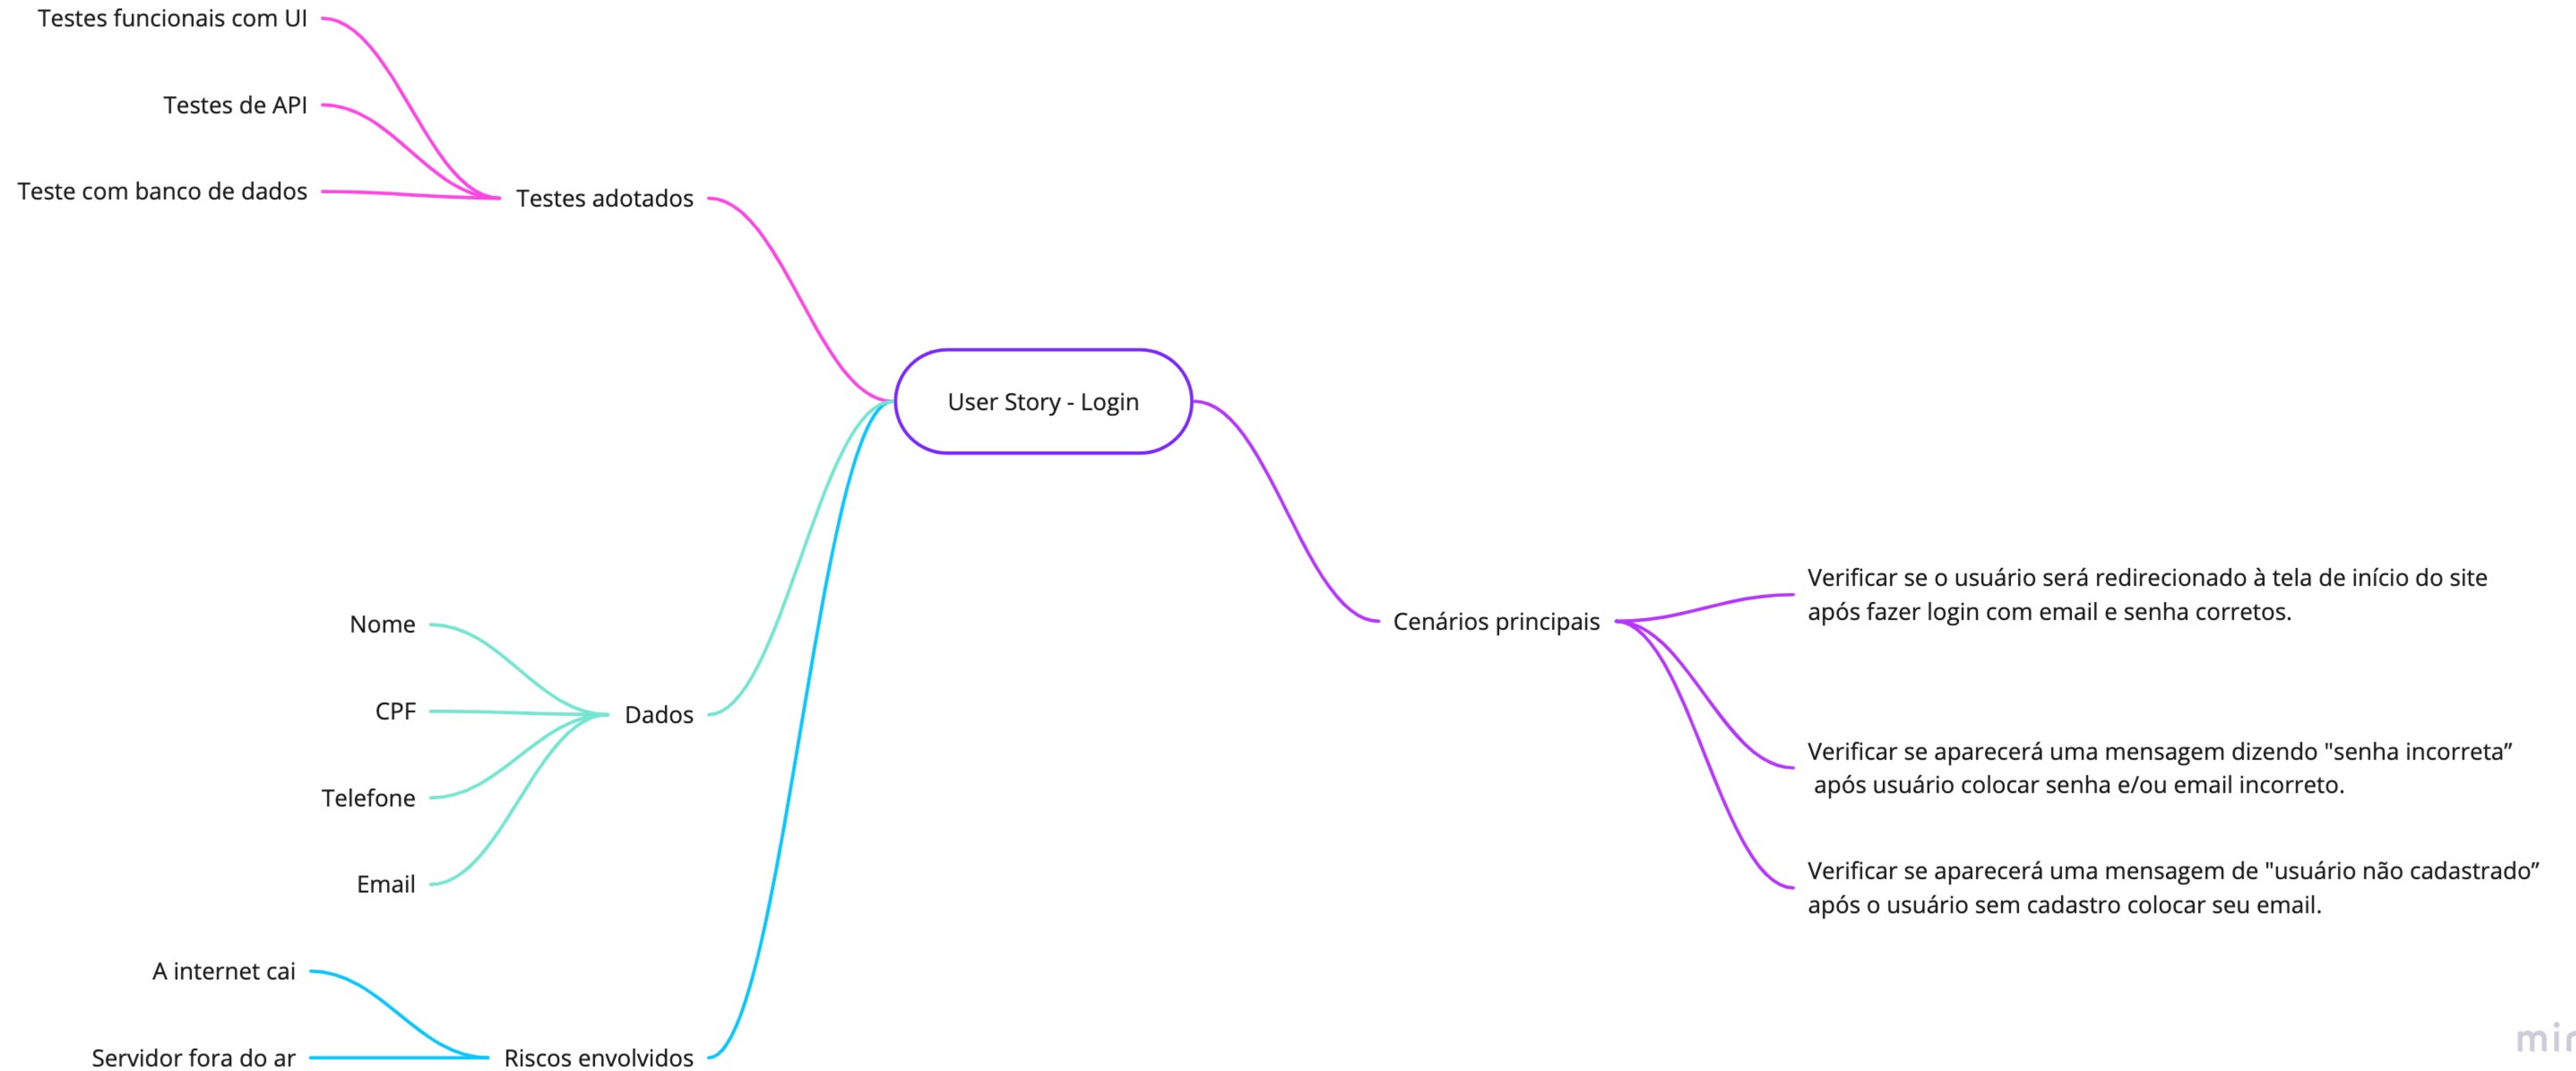 Testes funcionais com UI
Testes de API
Teste com banco de dados
Testes adotados
User Story - Login
Nome
CPF
Telefone
Email
Dados
A internet cai
Servidor fora do ar
Riscos envolvidos
Cenários principais
Verificar se o usuário será redirecionado à tela de início do site
após fazer login com email e senha corretos.
Verificar se aparecerá uma mensagem dizendo "senha incorreta”
após usuário colocar senha e/ou email incorreto.
Verificar se aparecerá uma mensagem de "usuário não cadastrado”
após o usuário sem cadastro colocar seu email.